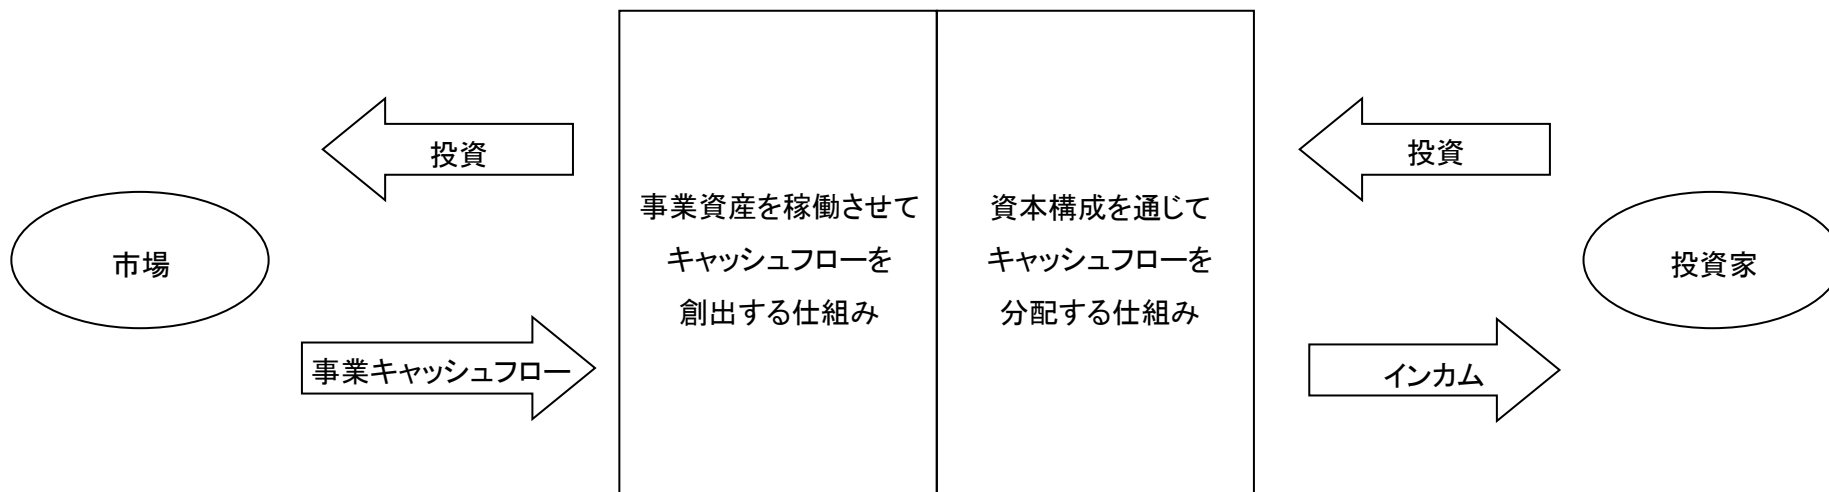 投資
投資
事業資産を稼働させて
キャッシュフローを
創出する仕組み
資本構成を通じて
キャッシュフローを
分配する仕組み
市場
投資家
事業キャッシュフロー
インカム